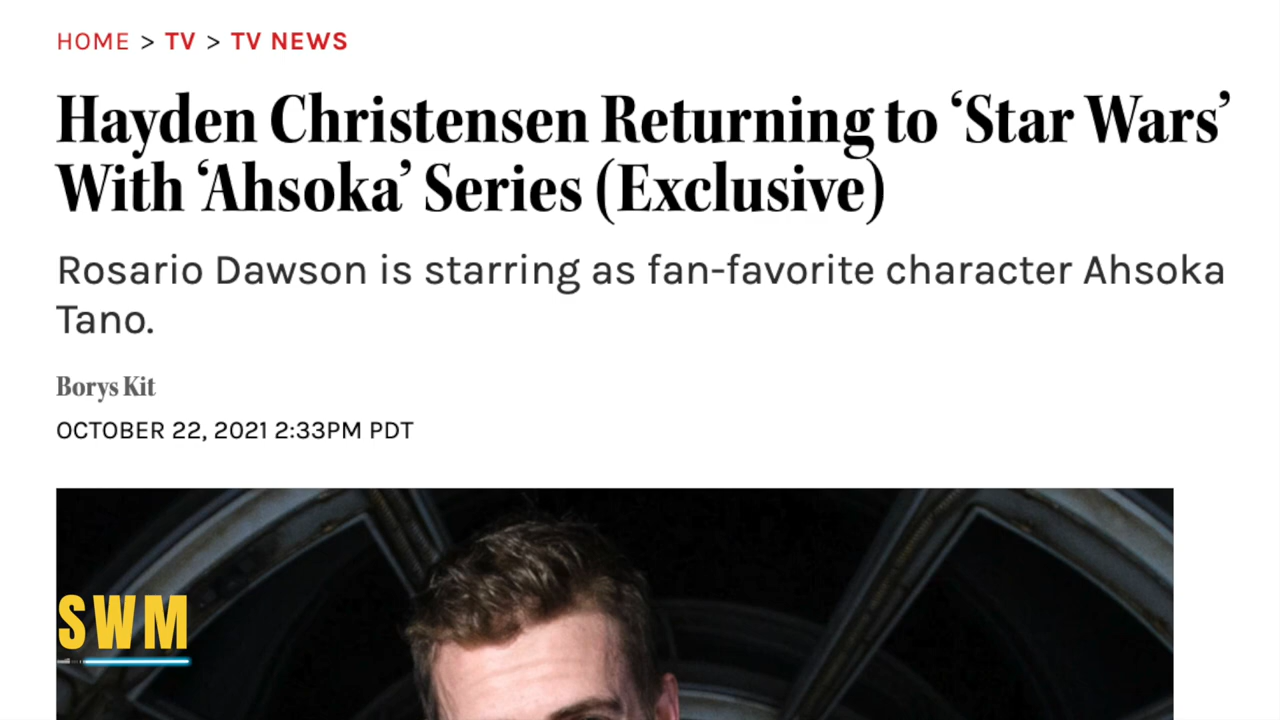 HOME > TV > TV NEWS
Hayden Christensen Returning to ‘Star Wars’
With ‘Ahsoka’ Series (Exclusive)
Rosario Dawson is starring as fan-favorite character Ahsoka
Tano.
Borys Kit
OCTOBER 22, 2021 2:33PM PDT
SWM